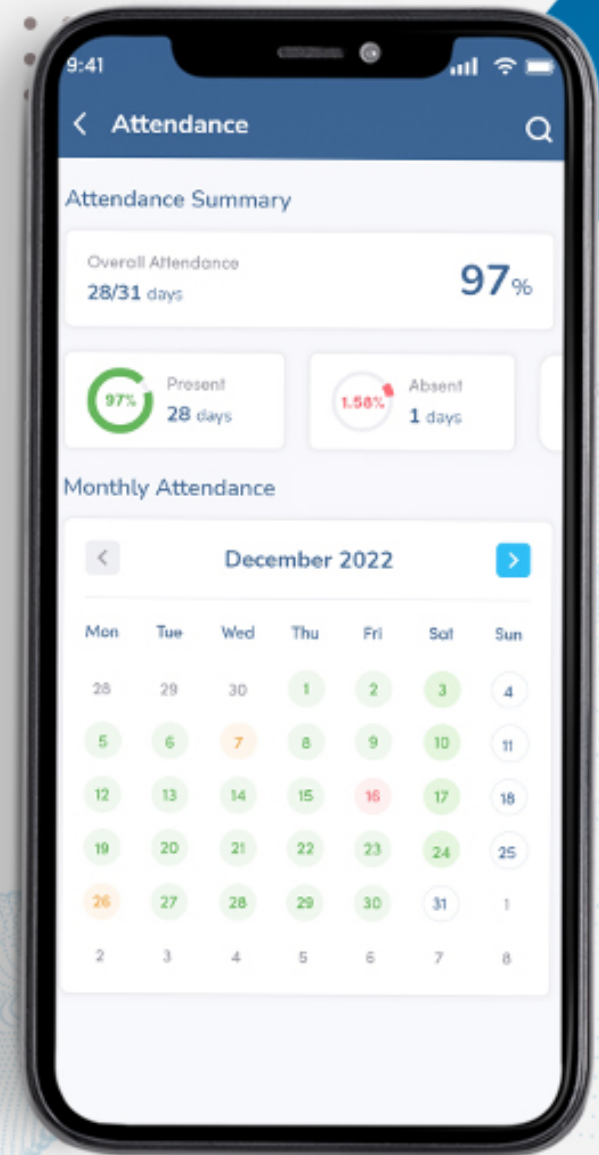 9:41
Attendance
Attendance Summary
Overall Attendance
28/31 days
97%
97%
Present
28 days
1.58%
Absent
1 days
Monthly Attendance
December 2022
Mon Tue Wed Thu Fri Sat Sun
28 29 30 1 2 3 4
5 6 7 8 9 10 11
12 13 14 15 16 17 18
19 20 21 22 23 24 25
26 27 28 29 30 31 1
2 3 4 5 6 7 8